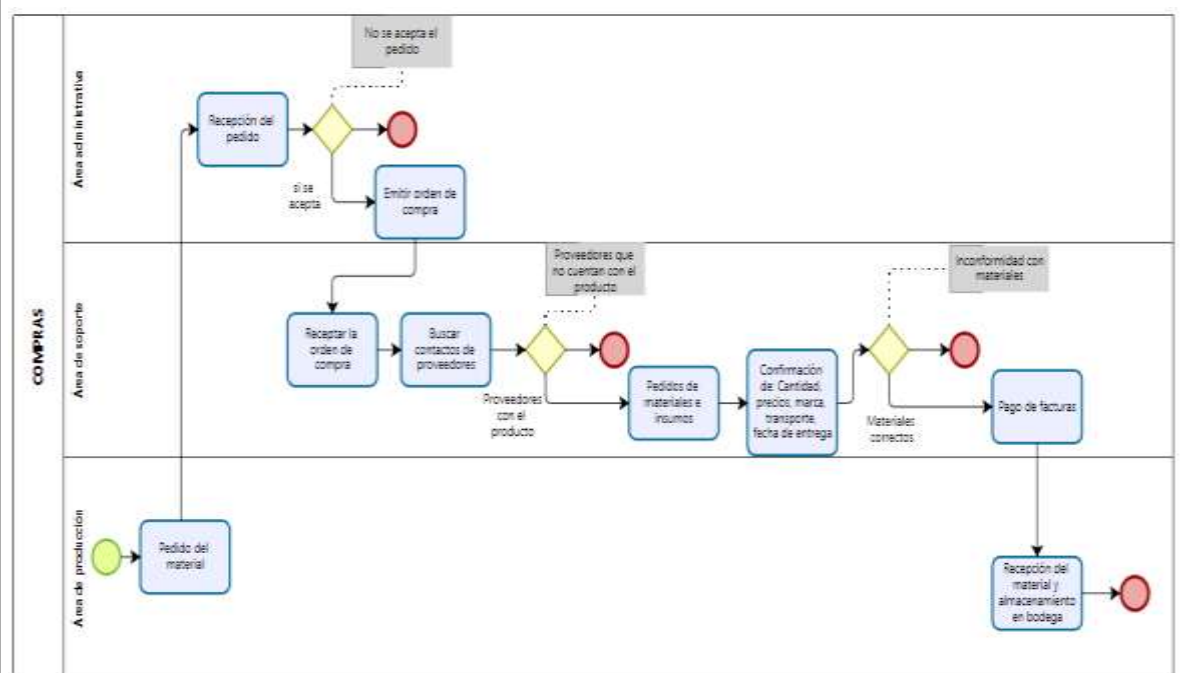 COMPRAS
Área administrativa
No se acepta el
pedido
Recepción del
pedido
si se
acepta
Emitir orden de
compra
Área de soporte
Proveedores que
no cuentan con el
producto
Inconformidad con
materiales
Receptar la
orden de
compra
Buscar
contactos de
proveedores
Proveedores
con el
producto
Pedidos de
materiales e
insumos
Confirmación
de: Cantidad,
precios, marca,
transporte,
fecha de entrega
Materiales
correctos
Pago de facturas
Área de producción
Pedido del
material
Recepción del
material y
almacenamiento
en bodega